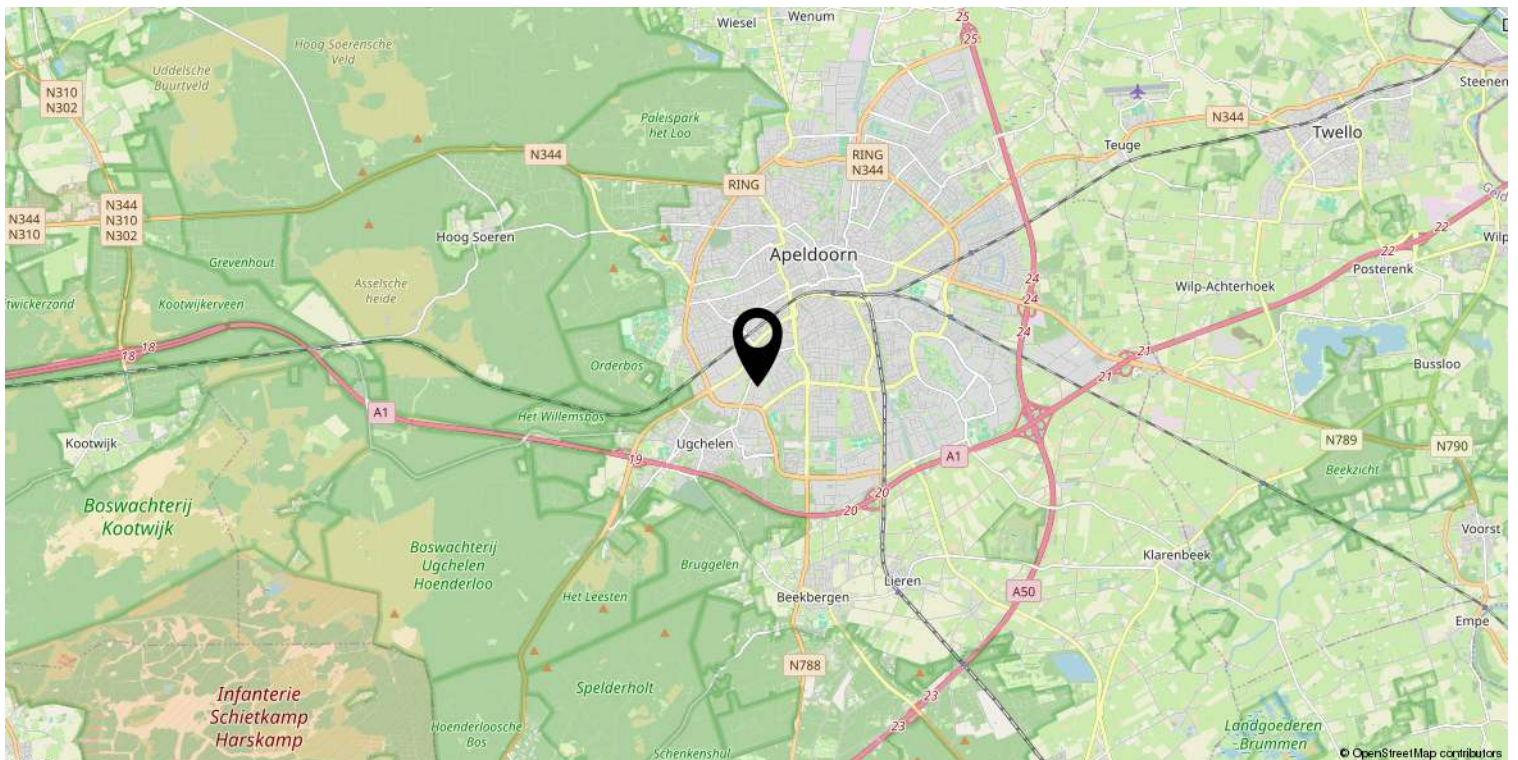 25
Wiesel
Wenum
D
Hoog Soerensche
Veld
25
Uddelsche
Buurtveld
Steenen
N310
N302
Paleispark
het Loo
N344
Twello
Teuge
N344
RING
N344
RING
N344
N310
N302
N344
N310
Geld
22
Hoog Soeren
Wilp
22
Apeldoorn
Grevenhout
Posterenk
24
Asselsche
heide
Wilp-Achterhoek
twickerzand
Kootwijkerveen
24
24
18
18
21
Orderbos
Bussloo
21
A1
Het Willemsbos
Kootwijk
Ugchelen
N789
N790
A1
19
Beekzicht
20
20
Boswachterij
Kootwijk
Voorst
Boswachterij
Ugchelen
Hoenderloo
Klarenbeek
Bruggelen
Lieren
A50
Het Leesten
Beekbergen
Empe
N788
Spelderholt
Infanterie
Schietkamp
Harskamp
23
23
Hoenderloosche
Bos
Landgoederen
Brummen
Schenkenshul
© OpenStreetMap contributors